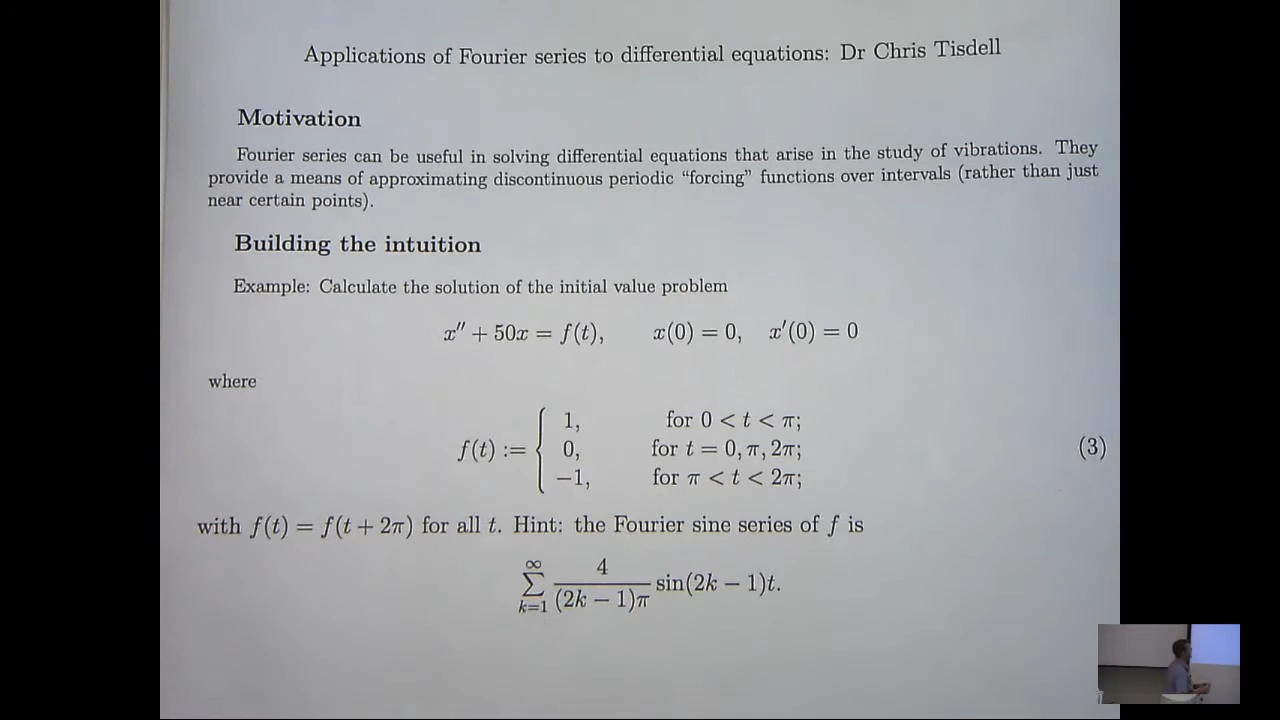 Applications of Fourier series to differential equations: Dr Chris Tisdell
Motivation
Fourier series can be useful in solving differential equations that arise in the study of vibrations. They
provide a means of approximating discontinuous periodic “forcing” functions over intervals (rather than just
near certain points).
Building the intuition
Example: Calculate the solution of the initial value problem
x″ + 50x = f(t), x(0) = 0, x′(0) = 0
where
f(t) := { 1, for 0 < t < π;
0, for t = 0, π, 2π;
−1, for π < t < 2π;
(3)
with f(t) = f(t + 2π) for all t. Hint: the Fourier sine series of f is
∑_{k=1}^{∞} 4/((2k − 1)π) sin(2k − 1)t.